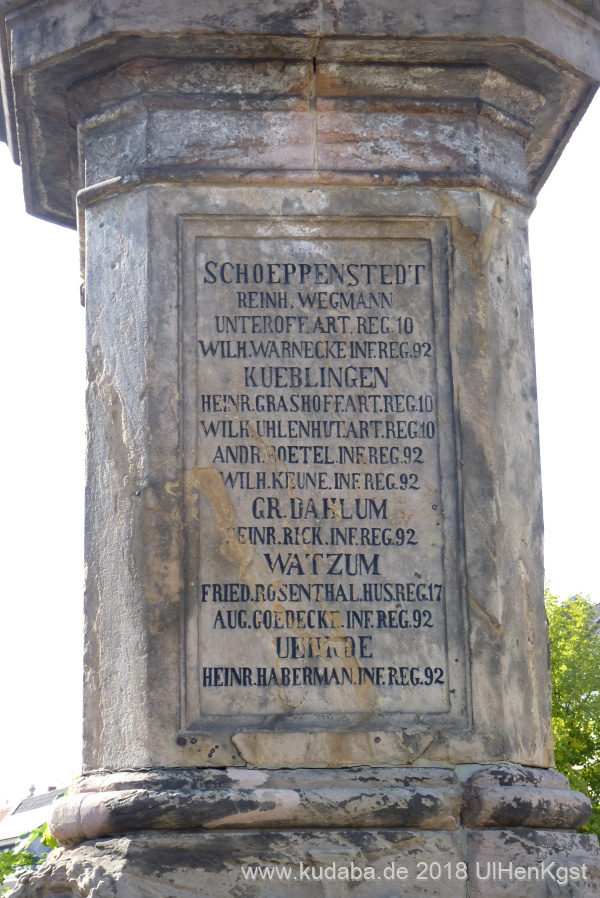 SCHOEPPENSTEDT
REINH. WEGMANN
UNTEROFF. ART. REG. 10
WILH. WARNECKE. INF. REG. 92
KUEBLINGEN
HEINR. GRASHOFF. ART. REG. 10
WILH. UHLENHUT. ART. REG. 10
ANDR. INF. REG. 92
WILH. KEUNE. INF. REG. 92
GR. DAHLUM
HEINR. RICK. INF. REG. 92
WATZUM
FRIED. ROSENTHAL. HUS. REG. 17
AUG. GOEDECKE. INF. REG. 92
UEHRDE
HEINR. HABERMAN. INF. REG. 92
www.kudaba.de 2018 UlHenKgst